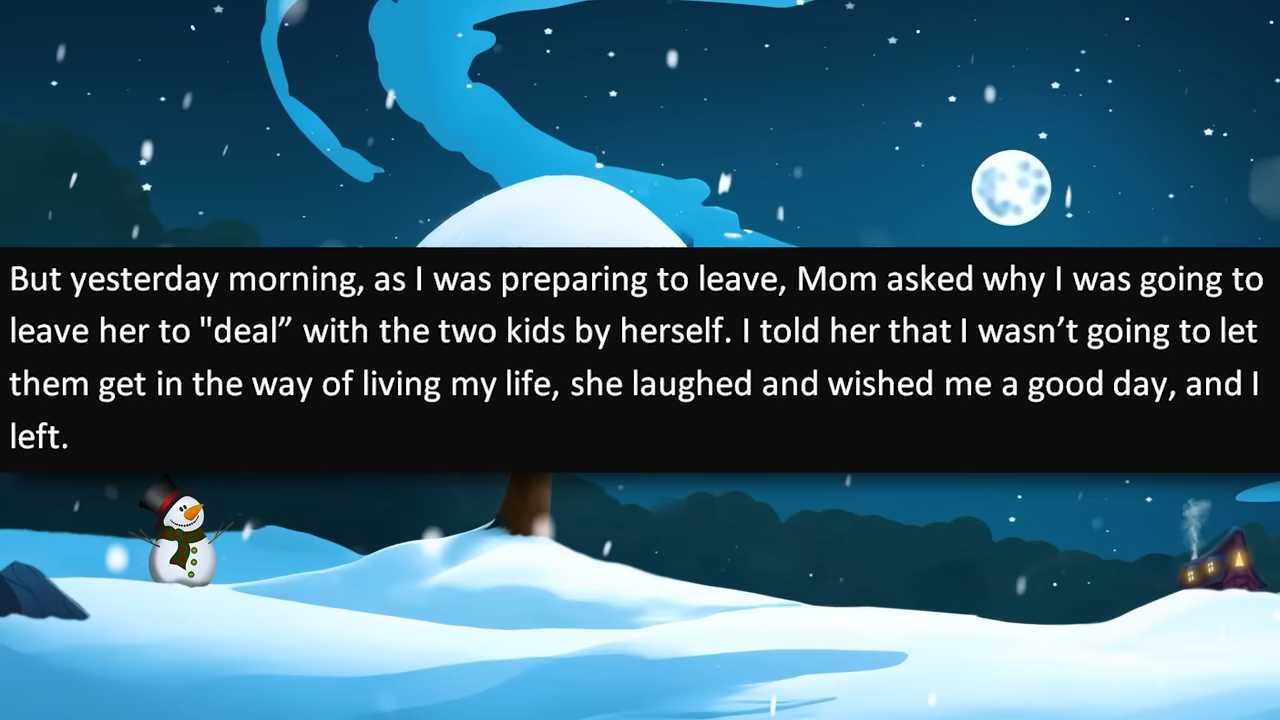 But yesterday morning, as I was preparing to leave, Mom asked why I was going to
leave her to "deal” with the two kids by herself. I told her that I wasn’t going to let
them get in the way of living my life, she laughed and wished me a good day, and I
left.